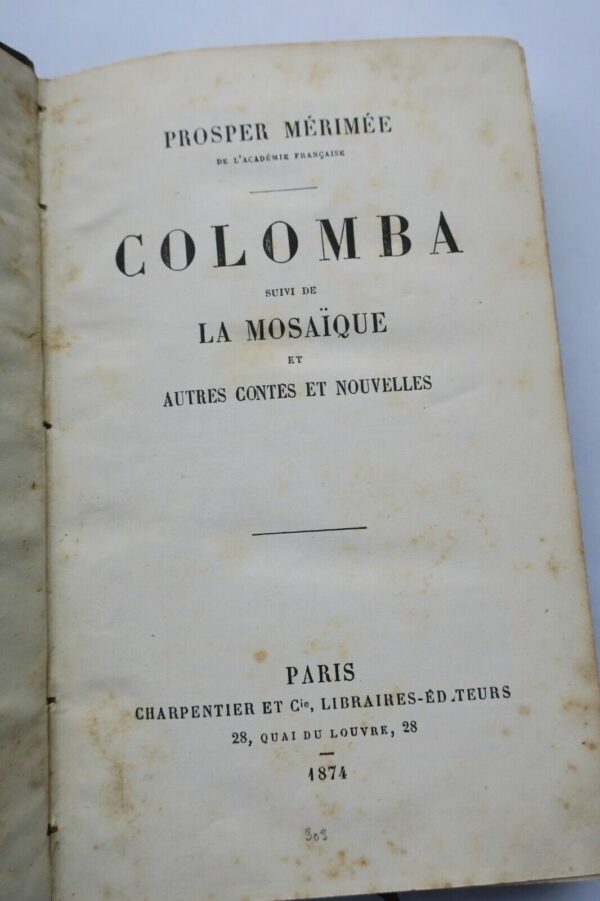 PROSPER MÉRIMÉE
DE L'ACADÉMIE FRANÇAISE
COLOMBA
SUIVI DE
LA MOSAÏQUE
ET
AUTRES CONTES ET NOUVELLES
PARIS
CHARPENTIER ET Cie, LIBRAIRES-ÉD.TEURS
28, QUAI DU LOUVRE, 28
1874
309